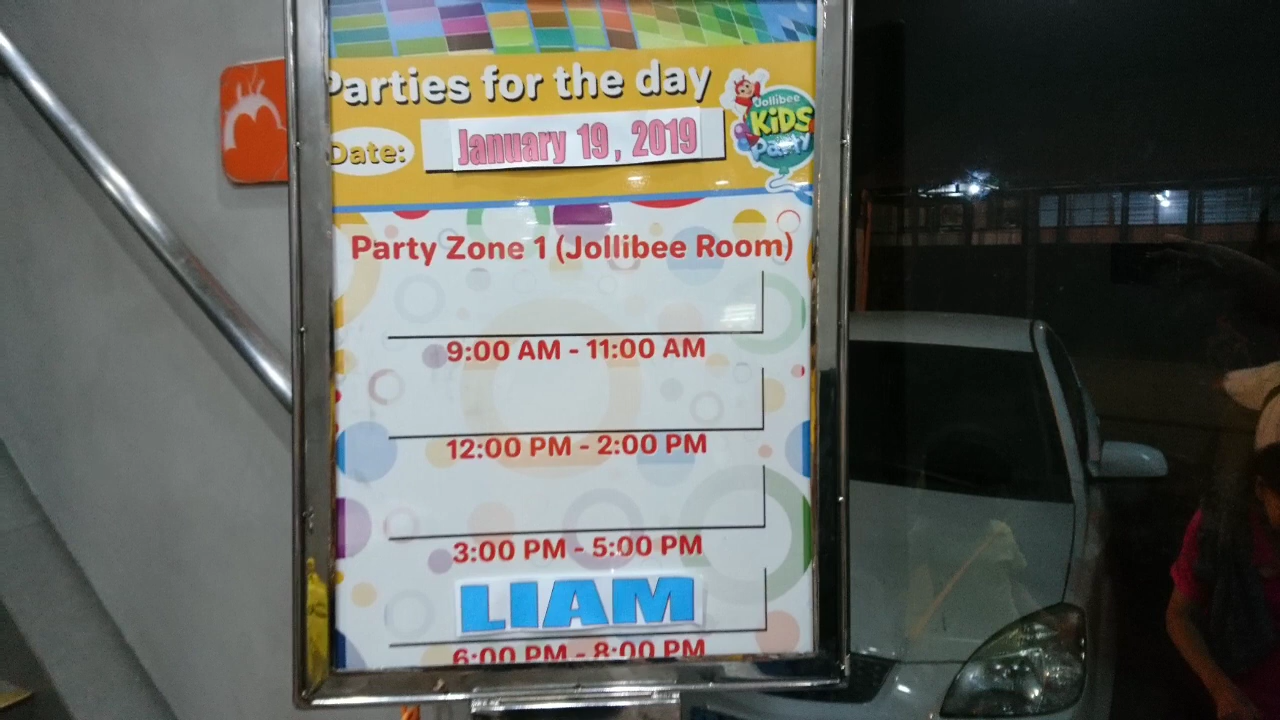 Parties for the day
Jollibee
KiDS
Party
Date:
January 19, 2019
Party Zone 1 (Jollibee Room)
9:00 AM - 11:00 AM
12:00 PM - 2:00 PM
3:00 PM - 5:00 PM
LIAM
6:00 PM - 8:00 PM